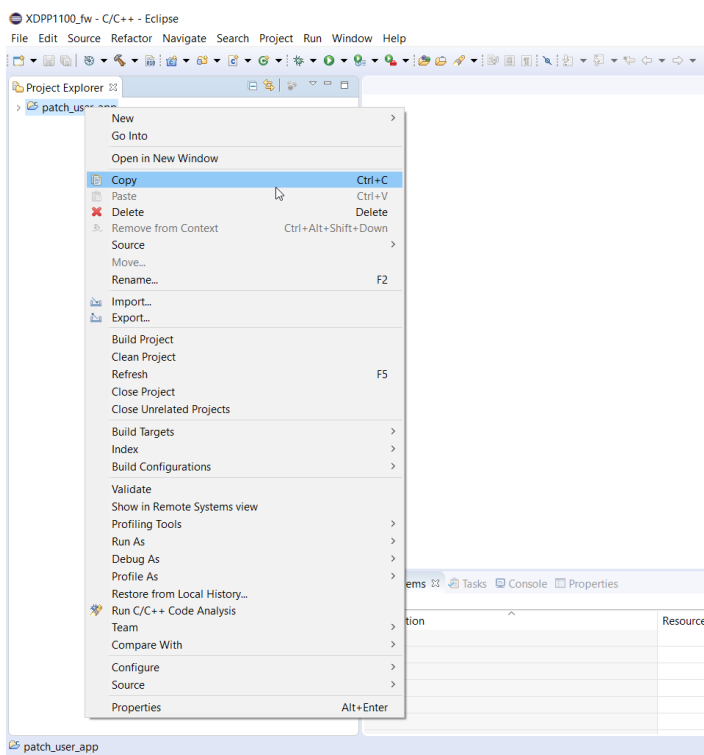 XDPP1100_fw - C/C++ - Eclipse
File Edit Source Refactor Navigate Search Project Run Window Help
Project Explorer
patch_user_app
New
Go Into
Open in New Window
Copy Ctrl+C
Paste Ctrl+V
Delete Delete
Remove from Context Ctrl+Alt+Shift+Down
Source
Move...
Rename... F2
Import...
Export...
Build Project
Clean Project
Refresh F5
Close Project
Close Unrelated Projects
Build Targets
Index
Build Configurations
Validate
Show in Remote Systems view
Profiling Tools
Run As
Debug As
ems Tasks Console Properties
Profile As
Restore from Local History...
Run C/C++ Code Analysis
tion Resource
Team
Compare With
Configure
Source
Properties Alt+Enter
patch_user_app